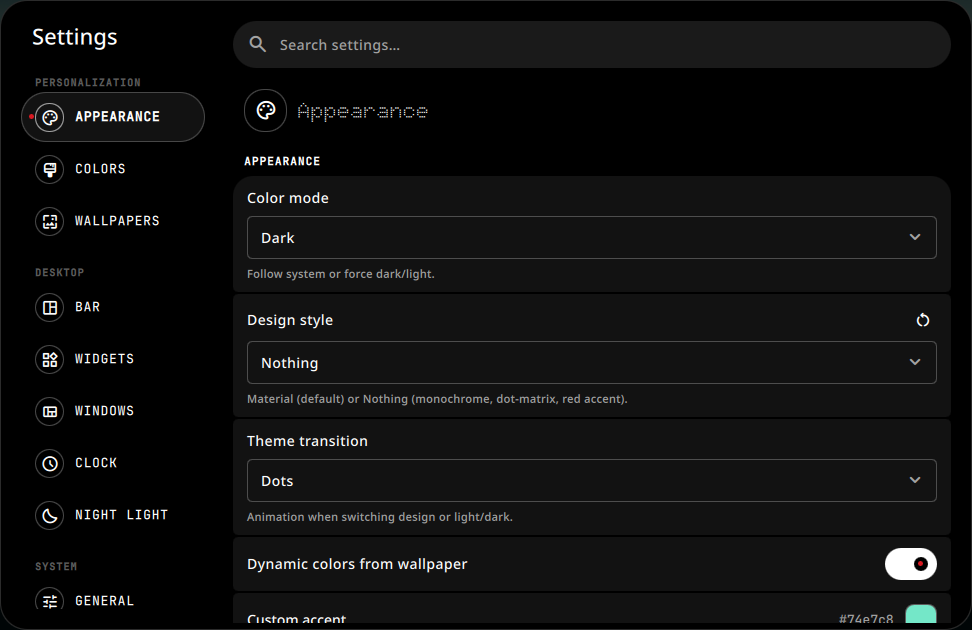 Settings
PERSONALIZATION
APPEARANCE
COLORS
WALLPAPERS
DESKTOP
BAR
WIDGETS
WINDOWS
CLOCK
NIGHT LIGHT
SYSTEM
GENERAL
Search settings...
Appearance
APPEARANCE
Color mode
Dark
Follow system or force dark/light.
Design style
Nothing
Material (default) or Nothing (monochrome, dot-matrix, red accent).
Theme transition
Dots
Animation when switching design or light/dark.
Dynamic colors from wallpaper
Custom accent #74e7c8